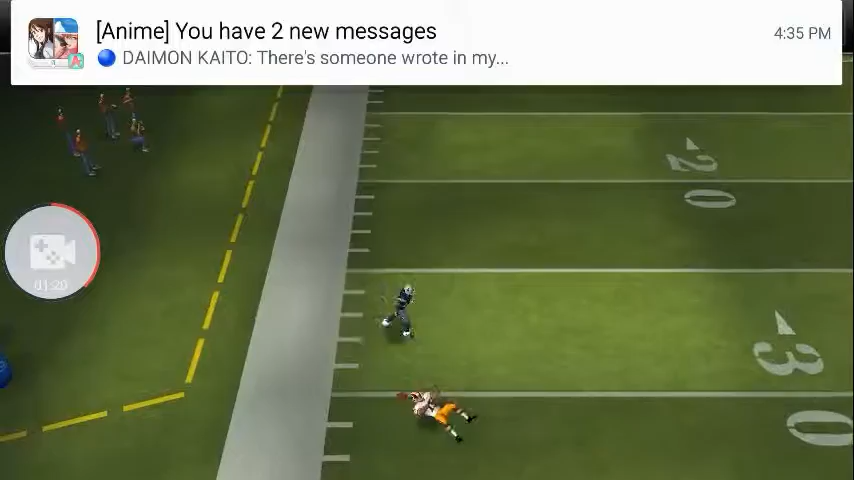 [Anime] You have 2 new messages
4:35 PM
DAIMON KAITO: There's someone wrote in my...
01:20
20
30